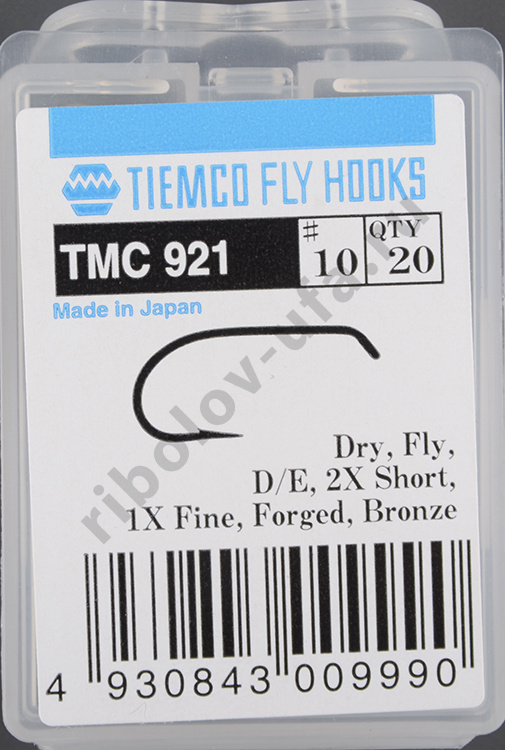 TIEMCO FLY HOOKS
TMC 921
# 10
QTY 20
Made in Japan
Dry, Fly,
D/E, 2X Short,
1X Fine, Forged, Bronze
4 930843 009990
ribolov-ufa.ru